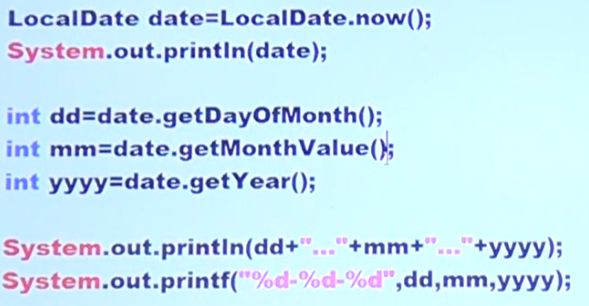 LocalDate date=LocalDate.now();
System.out.println(date);
int dd=date.getDayOfMonth();
int mm=date.getMonthValue();
int yyyy=date.getYear();
System.out.println(dd+"..."+mm+"..."+yyyy);
System.out.printf("%d-%d-%d",dd,mm,yyyy);